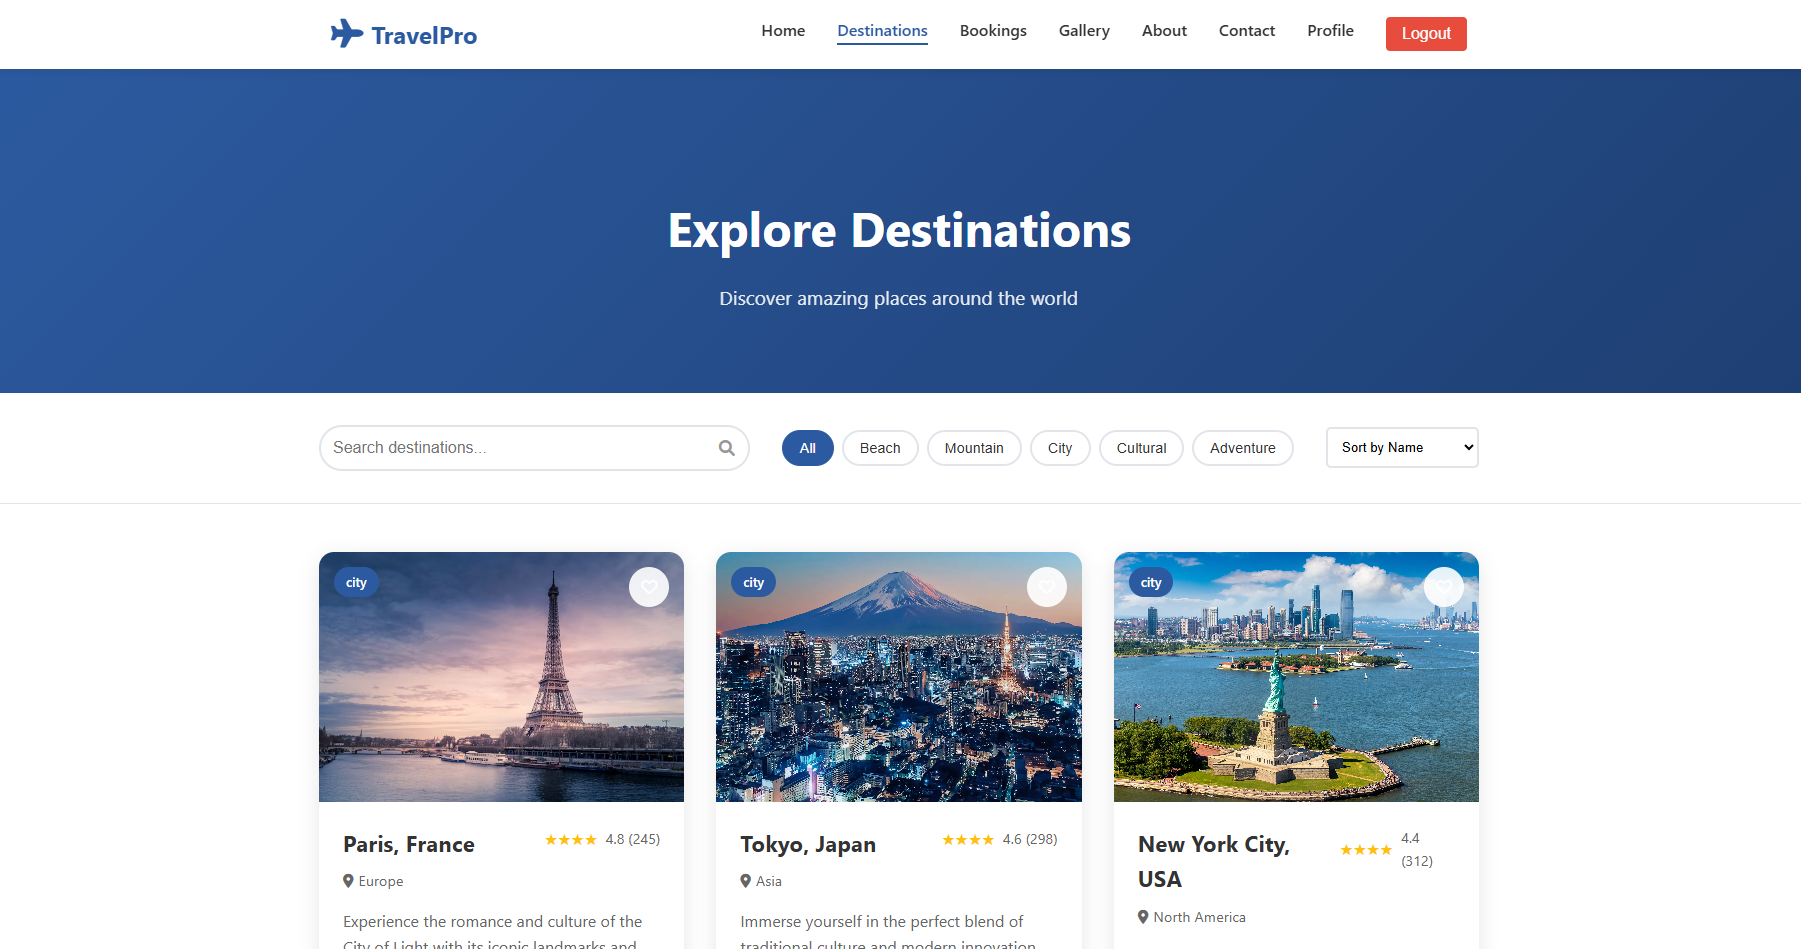 TravelPro
Home Destinations Bookings Gallery About Contact Profile Logout
Explore Destinations
Discover amazing places around the world
Search destinations...
All Beach Mountain City Cultural Adventure Sort by Name
city
city
city
Paris, France
★★★★ 4.8 (245)
Europe
Experience the romance and culture of the
City of Light with its iconic landmarks and
Tokyo, Japan
★★★★ 4.6 (298)
Asia
Immerse yourself in the perfect blend of
traditional culture and modern innovation
New York City,
USA
★★★★ 4.4
(312)
North America